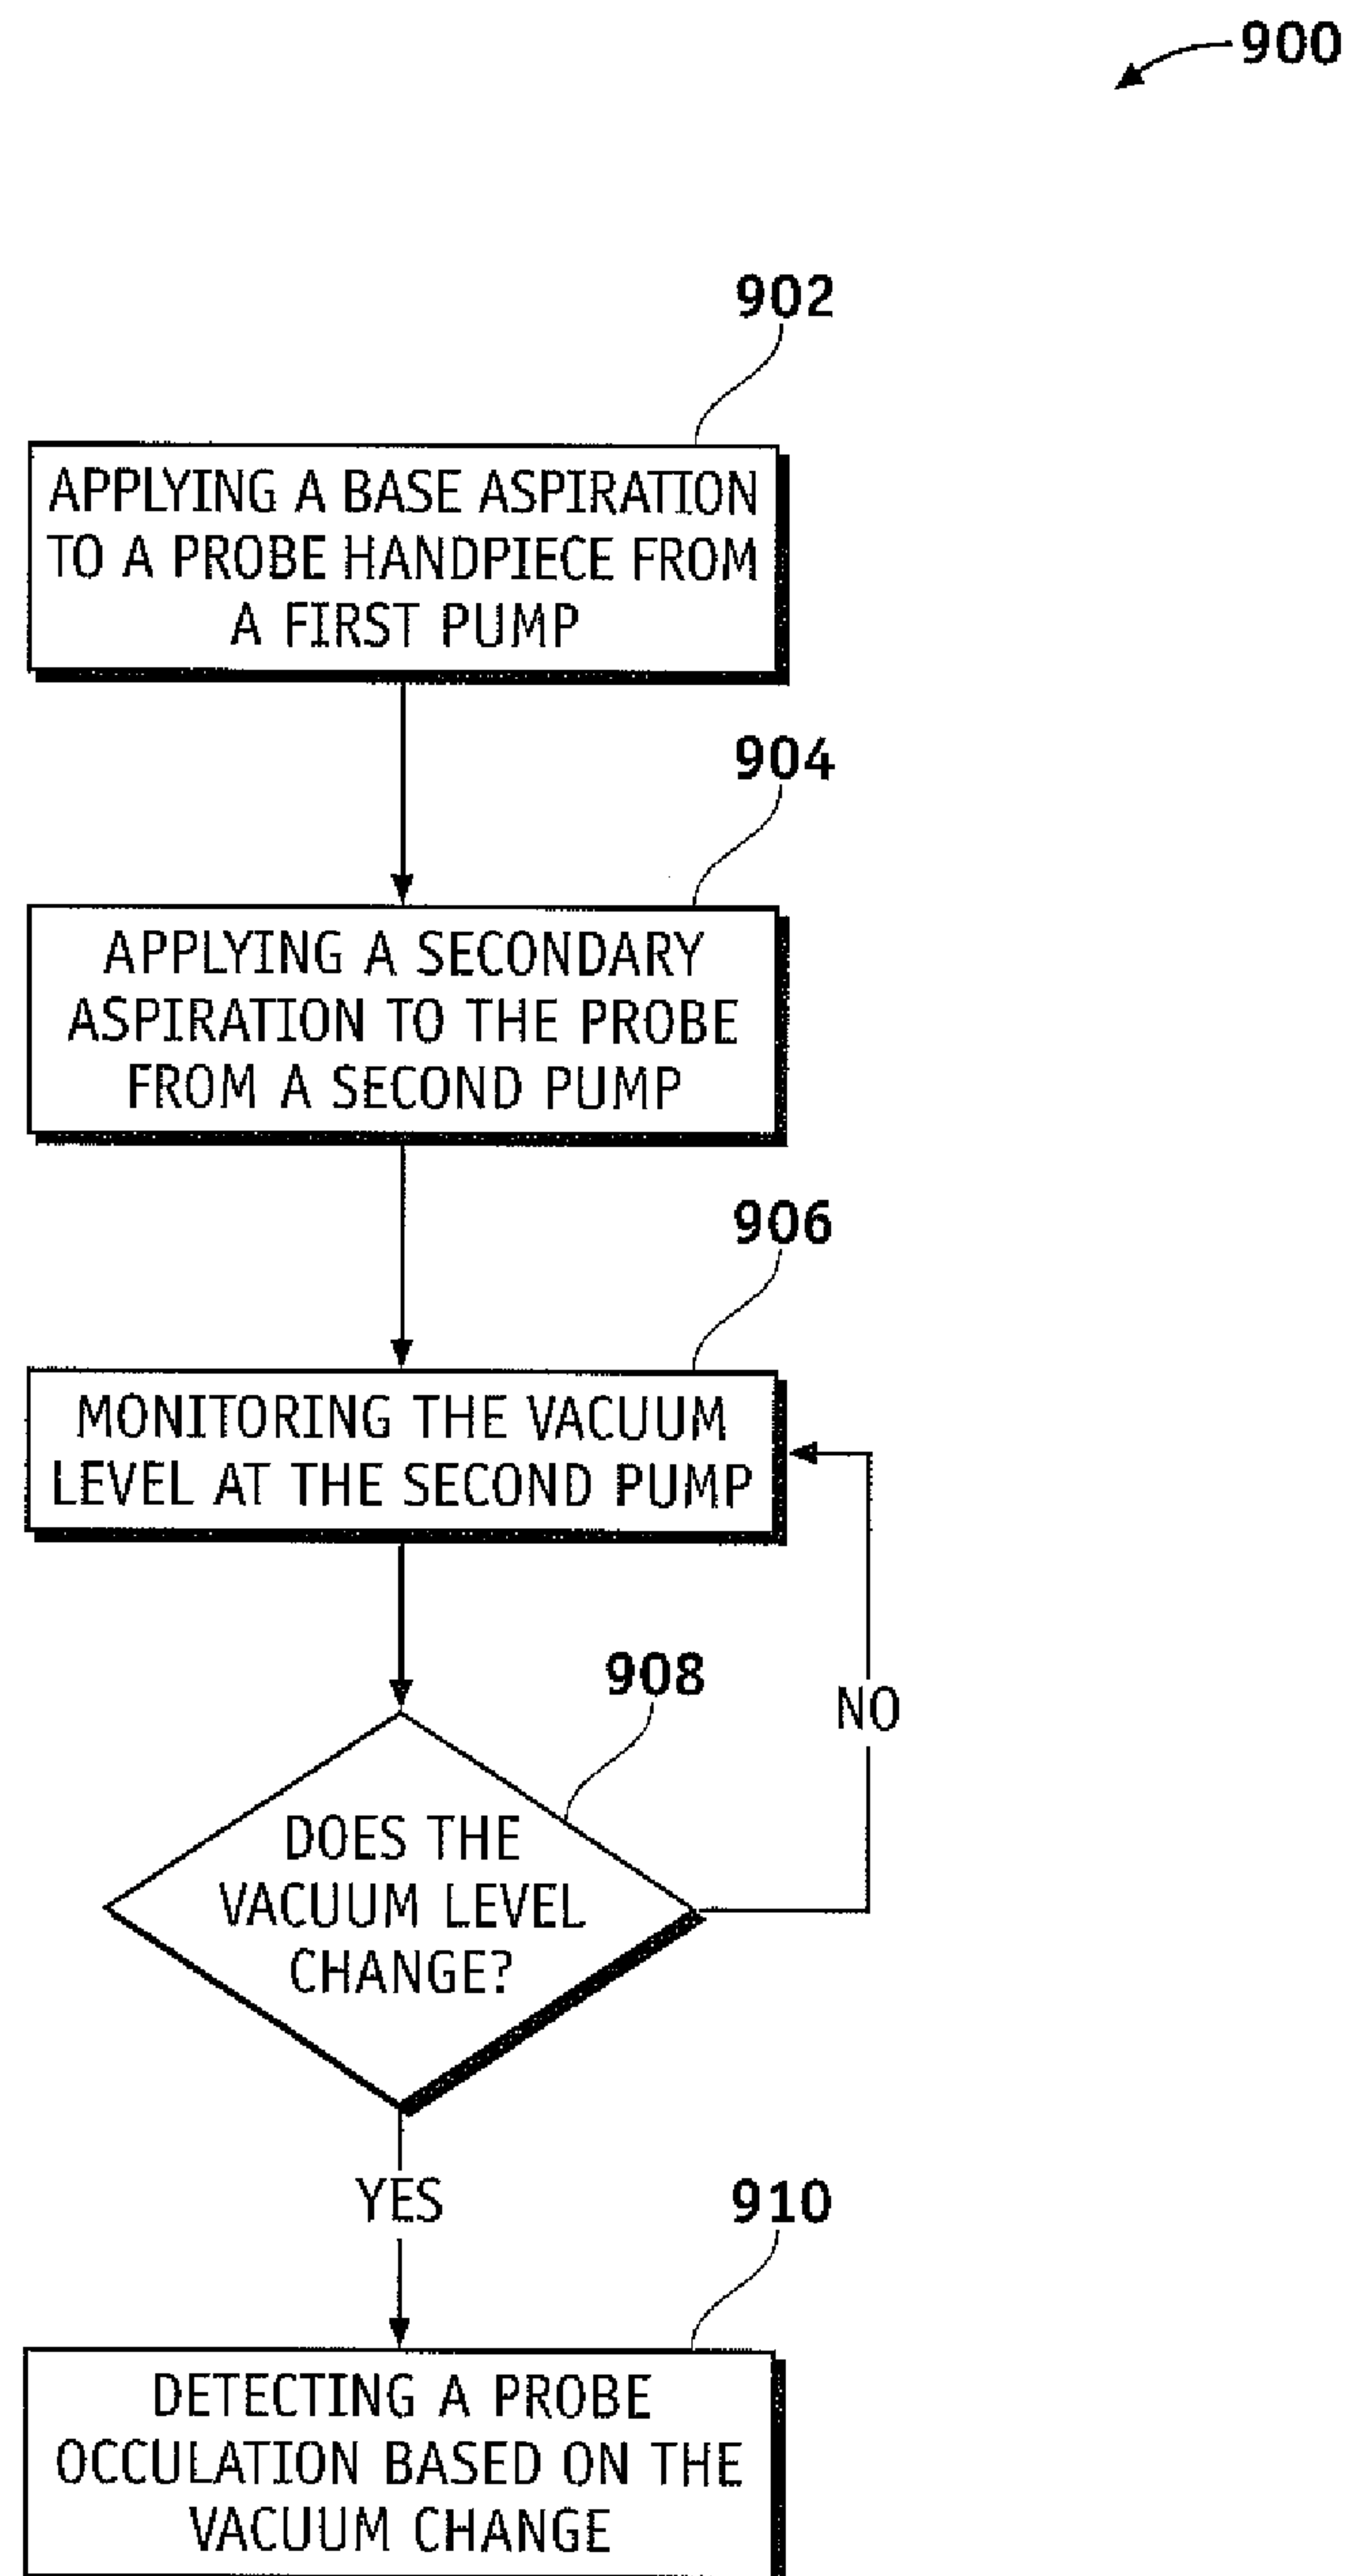 900
902
APPLYING A BASE ASPIRATION
TO A PROBE HANDPIECE FROM
A FIRST PUMP
904
APPLYING A SECONDARY
ASPIRATION TO THE PROBE
FROM A SECOND PUMP
906
MONITORING THE VACUUM
LEVEL AT THE SECOND PUMP
908
NO
DOES THE
VACUUM LEVEL
CHANGE?
YES
910
DETECTING A PROBE
OCCULATION BASED ON THE
VACUUM CHANGE